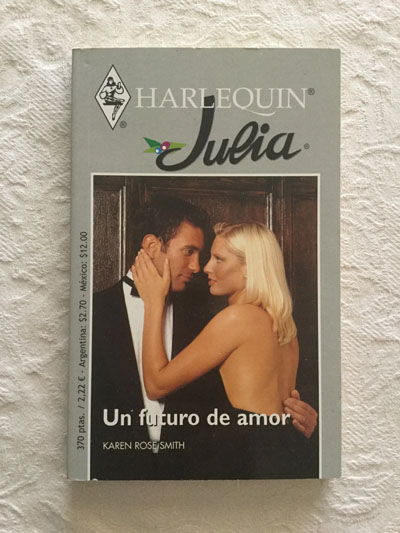 HARLEQUIN®
Julia®
®
370 ptas. / 2,22 € - Argentina: $2.70 - México: $12.00
Un futuro de amor
KAREN ROSE SMITH